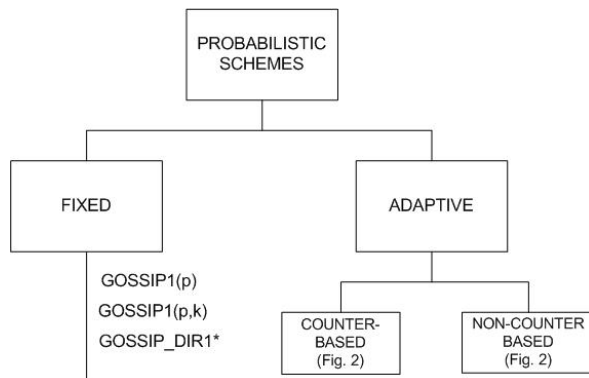 PROBABILISTIC
SCHEMES
FIXED
ADAPTIVE
GOSSIP1(p)
GOSSIP1(p,k)
GOSSIP_DIR1*
COUNTER-
BASED
(Fig. 2)
NON-COUNTER
BASED
(Fig. 2)